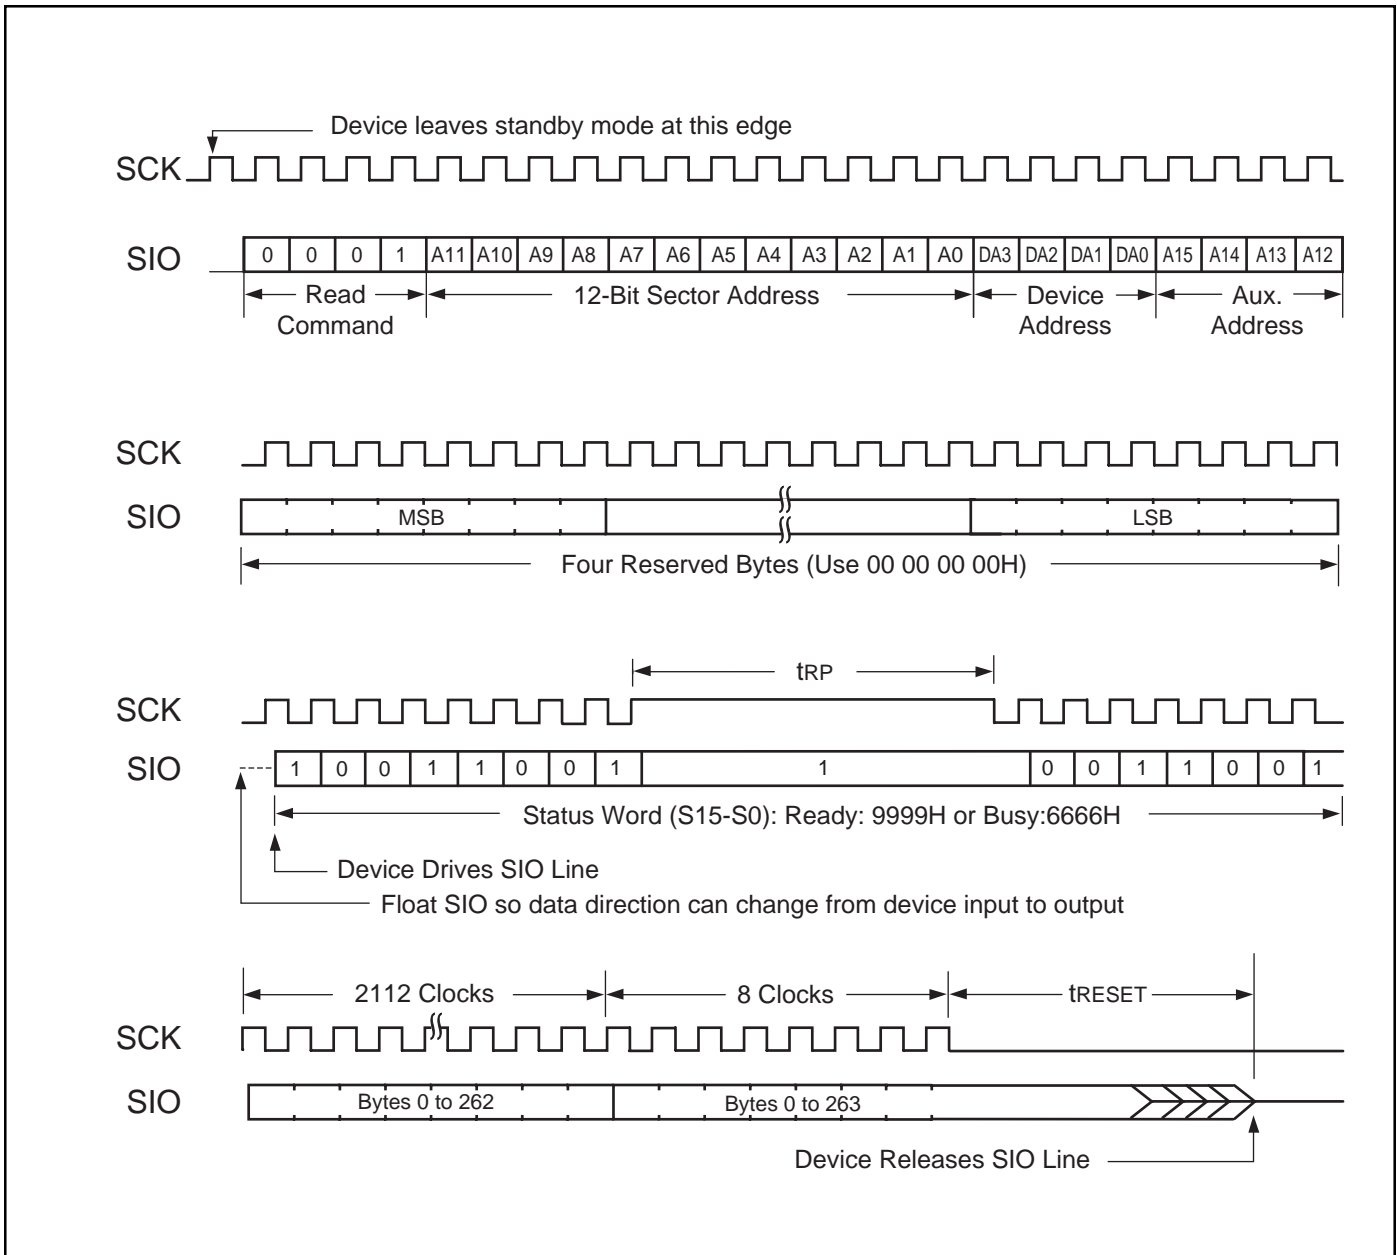 Device leaves standby mode at this edge
SCK
SIO 0 0 0 1 A11 A10 A9 A8 A7 A6 A5 A4 A3 A2 A1 A0 DA3 DA2 DA1 DA0 A15 A14 A13 A12
Read Command
12-Bit Sector Address
Device Address
Aux. Address
SCK
SIO MSB LSB
Four Reserved Bytes (Use 00 00 00 00H)
tRP
SCK
SIO 1 0 0 1 1 0 0 1 1 0 0 1 1 0 0 1
Status Word (S15-S0): Ready: 9999H or Busy:6666H
Device Drives SIO Line
Float SIO so data direction can change from device input to output
2112 Clocks 8 Clocks tRESET
SCK
SIO Bytes 0 to 262 Bytes 0 to 263
Device Releases SIO Line